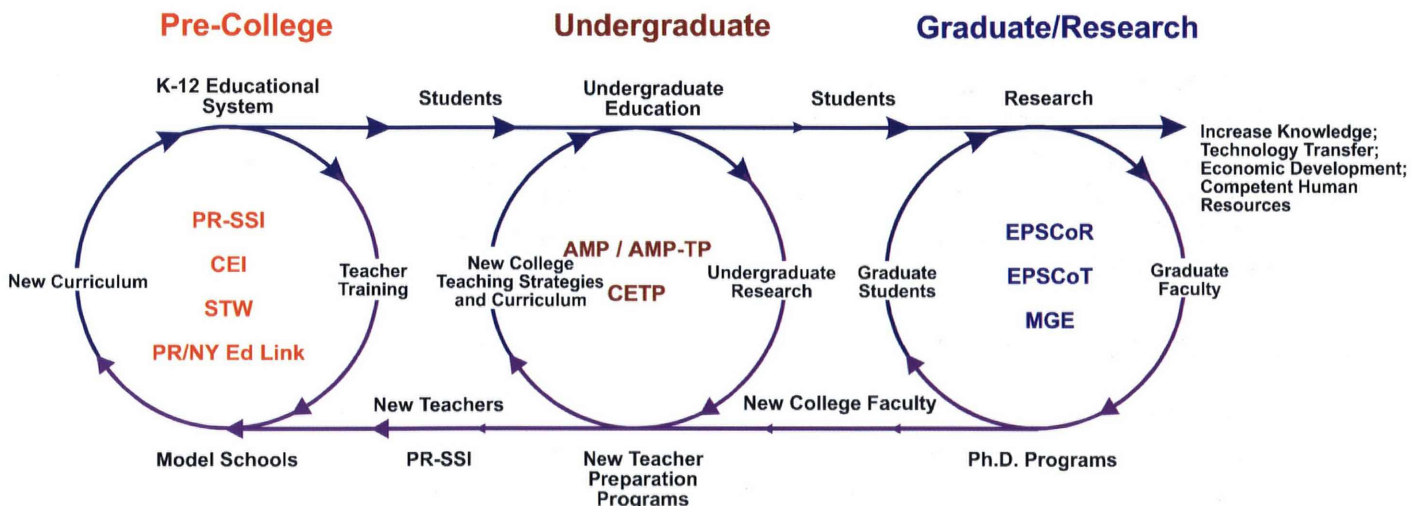 Pre-College
Undergraduate
Graduate/Research
K-12 Educational
System
Students
Undergraduate
Education
Students
Research
Increase Knowledge;
Technology Transfer;
Economic Development;
Competent Human
Resources
PR-SSI
CEI
STW
PR/NY Ed Link
New Curriculum
Teacher
Training
AMP / AMP-TP
CETP
New College
Teaching Strategies
and Curriculum
Undergraduate
Research
EPSCoR
EPSCoT
MGE
Graduate
Students
Graduate
Faculty
New Teachers
New College Faculty
Model Schools
PR-SSI
New Teacher
Preparation
Programs
Ph.D. Programs